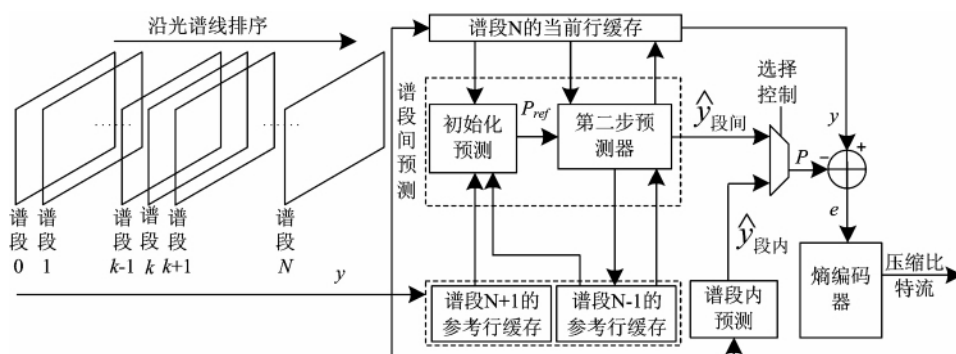 沿光谱线排序
谱段N的当前行缓存
谱段间预测
初始化预测
P_ref
第二步预测器
ŷ段间
选择控制
y
P
−
+
e
ŷ段内
......
......
谱段0
谱段1
谱段k-1
谱段k
谱段k+1
谱段N
y
谱段N+1的参考行缓存
谱段N-1的参考行缓存
谱段内预测
熵编码器
压缩比特流